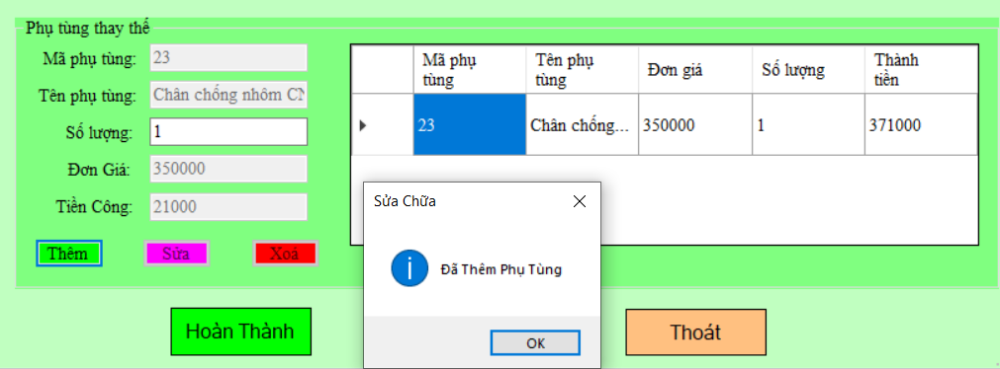 Phụ tùng thay thế
Mã phụ tùng: 23
Tên phụ tùng: Chân chống nhôm CN
Số lượng: 1
Đơn Giá: 350000
Tiền Công: 21000
Thêm Sửa Xoá
Mã phụ tùng Tên phụ tùng Đơn giá Số lượng Thành tiền
23 Chân chống... 350000 1 371000
Sửa Chữa
Đã Thêm Phụ Tùng
OK
Hoàn Thành
Thoát